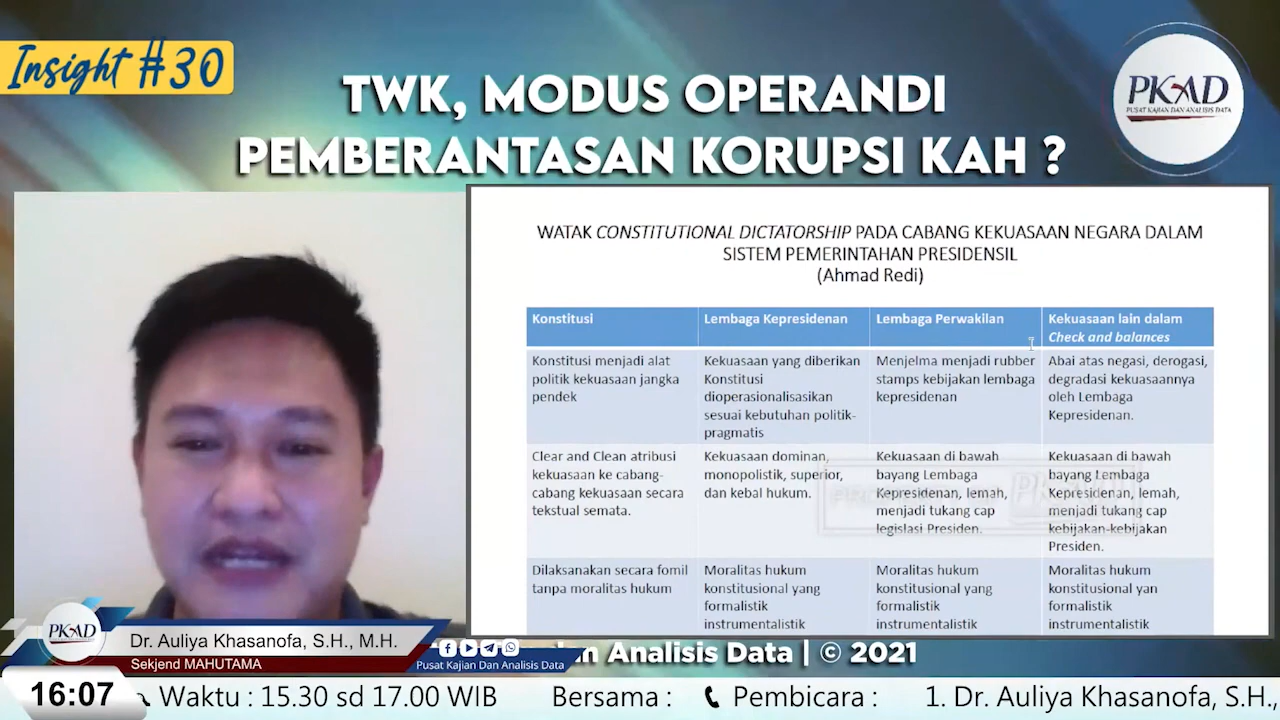 Insight #30
TWK, MODUS OPERANDI
PEMBERANTASAN KORUPSI KAH ?
PKAD
PUSAT KAJIAN DAN ANALISIS DATA
WATAK CONSTITUTIONAL DICTATORSHIP PADA CABANG KEKUASAAN NEGARA DALAM
SISTEM PEMERINTAHAN PRESIDENSIL
(Ahmad Redi)
Konstitusi
Lembaga Kepresidenan
Lembaga Perwakilan
Kekuasaan lain dalam
Check and balances
Konstitusi menjadi alat
politik kekuasaan jangka
pendek
Kekuasaan yang diberikan
Konstitusi
dioperasionalisasikan
sesuai kebutuhan politik-
pragmatis
Menjelma menjadi rubber
stamps kebijakan lembaga
kepresidenan
Abai atas negasi, derogasi,
degradasi kekuasaannya
oleh Lembaga
Kepresidenan.
Clear and Clean atribusi
kekuasaan ke cabang-
cabang kekuasaan secara
tekstual semata.
Kekuasaan dominan,
monopolistik, superior,
dan kebal hukum.
Kekuasaan di bawah
bayang Lembaga
Kepresidenan, lemah,
menjadi tukang cap
legislasi Presiden.
Kekuasaan di bawah
bayang Lembaga
Kepresidenan, lemah,
menjadi tukang cap
kebijakan-kebijakan
Presiden.
Dilaksanakan secara fomil
tanpa moralitas hukum
Moralitas hukum
konstitusional yang
formalistik
instrumentalistik
Moralitas hukum
konstitusional yang
formalistik
instrumentalistik
Moralitas hukum
konstitusional yan
formalistik
instrumentalistik
PKAD
Dr. Auliya Khasanofa, S.H., M.H.
Sekjend MAHUTAMA
Pusat Kajian Dan Analisis Data
Analisis Data | © 2021
16:07
Waktu : 15.30 sd 17.00 WIB Bersama : Pembicara : 1. Dr. Auliya Khasanofa, S.H.,